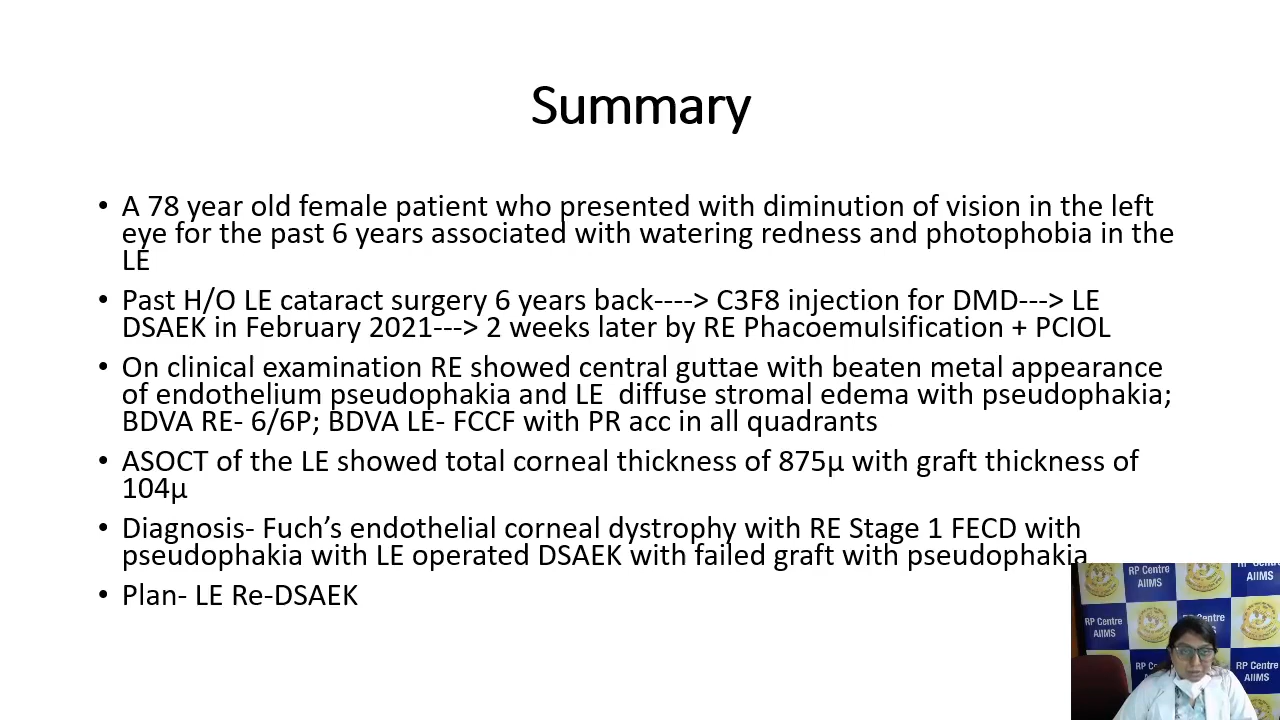 Summary
• A 78 year old female patient who presented with diminution of vision in the left
eye for the past 6 years associated with watering redness and photophobia in the
LE
• Past H/O LE cataract surgery 6 years back----> C3F8 injection for DMD---> LE
DSAEK in February 2021---> 2 weeks later by RE Phacoemulsification + PCIOL
• On clinical examination RE showed central guttae with beaten metal appearance
of endothelium pseudophakia and LE  diffuse stromal edema with pseudophakia;
BDVA RE- 6/6P; BDVA LE- FCCF with PR acc in all quadrants
• ASOCT of the LE showed total corneal thickness of 875μ with graft thickness of
104μ
• Diagnosis- Fuch’s endothelial corneal dystrophy with RE Stage 1 FECD with
pseudophakia with LE operated DSAEK with failed graft with pseudophakia
• Plan- LE Re-DSAEK
RP Centre
AIIMS
AIIMS
RP Centre
AIIMS
Centre
RP Centre
AIIMS